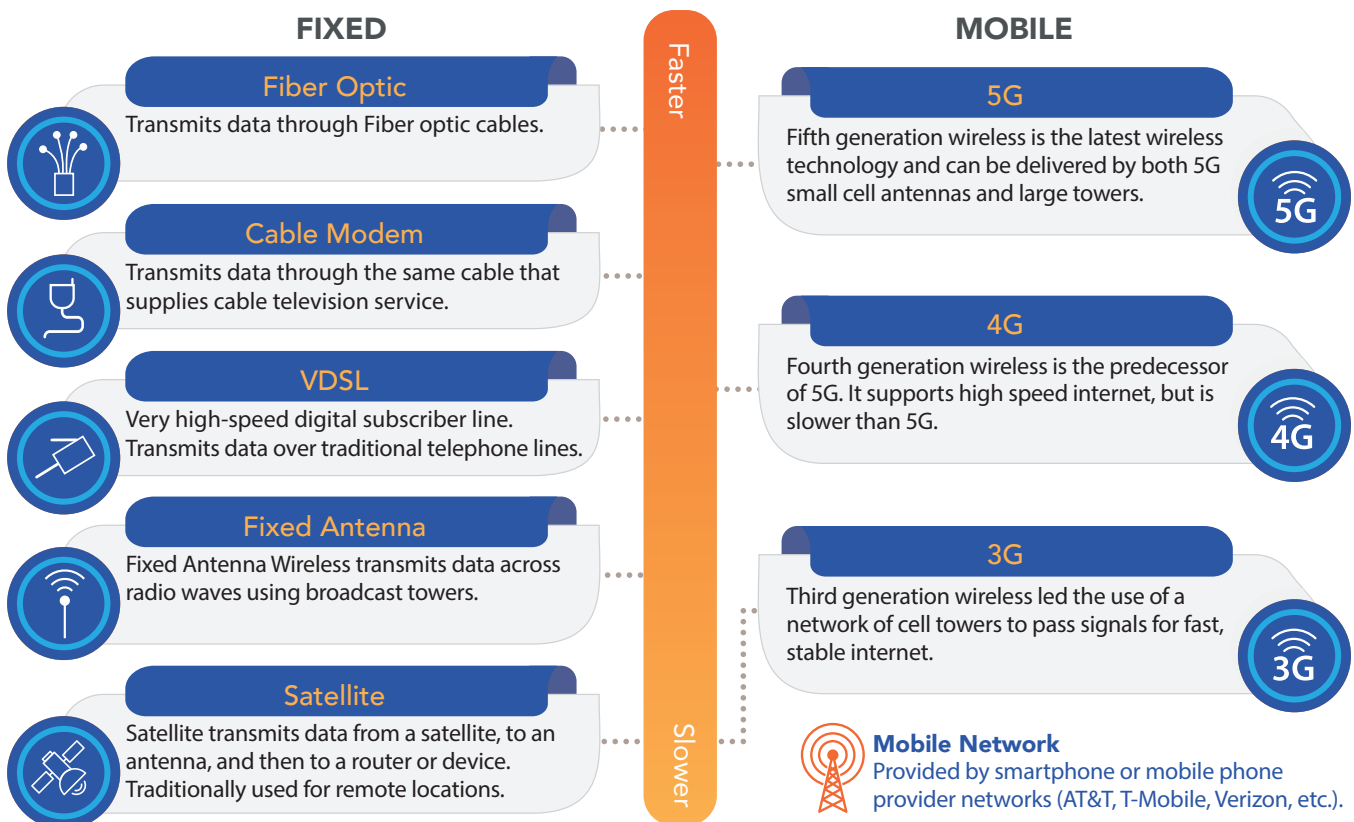 FIXED
Fiber Optic
Transmits data through Fiber optic cables.
Cable Modem
Transmits data through the same cable that
supplies cable television service.
VDSL
Very high-speed digital subscriber line.
Transmits data over traditional telephone lines.
Fixed Antenna
Fixed Antenna Wireless transmits data across
radio waves using broadcast towers.
Satellite
Satellite transmits data from a satellite, to an
antenna, and then to a router or device.
Traditionally used for remote locations.
Faster
Slower
MOBILE
5G
Fifth generation wireless is the latest wireless
technology and can be delivered by both 5G
small cell antennas and large towers.
5G
4G
Fourth generation wireless is the predecessor
of 5G. It supports high speed internet, but is
slower than 5G.
4G
3G
Third generation wireless led the use of a
network of cell towers to pass signals for fast,
stable internet.
3G
Mobile Network
Provided by smartphone or mobile phone
provider networks (AT&T, T-Mobile, Verizon, etc.).